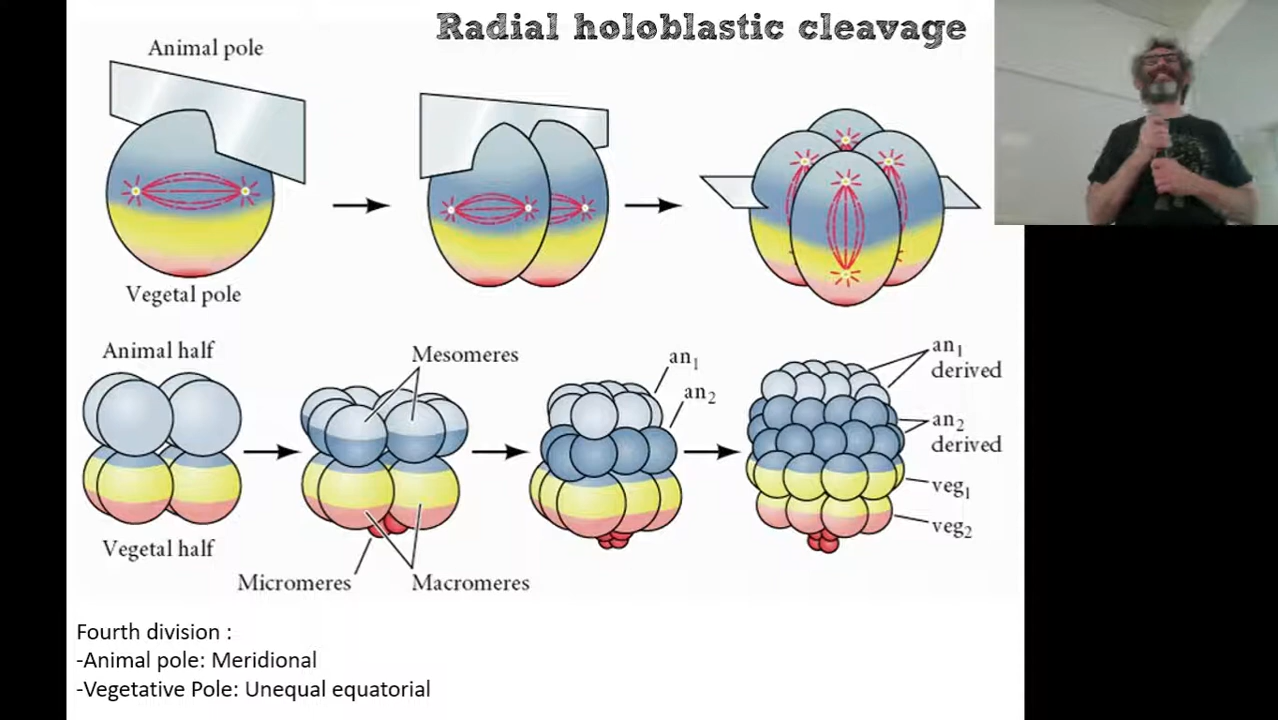 Radial holoblastic cleavage
Animal pole
Vegetal pole
Animal half
Mesomeres
an₁
an₂
an₁
derived
an₂
derived
veg₁
veg₂
Vegetal half
Micromeres
Macromeres
Fourth division :
-Animal pole: Meridional
-Vegetative Pole: Unequal equatorial